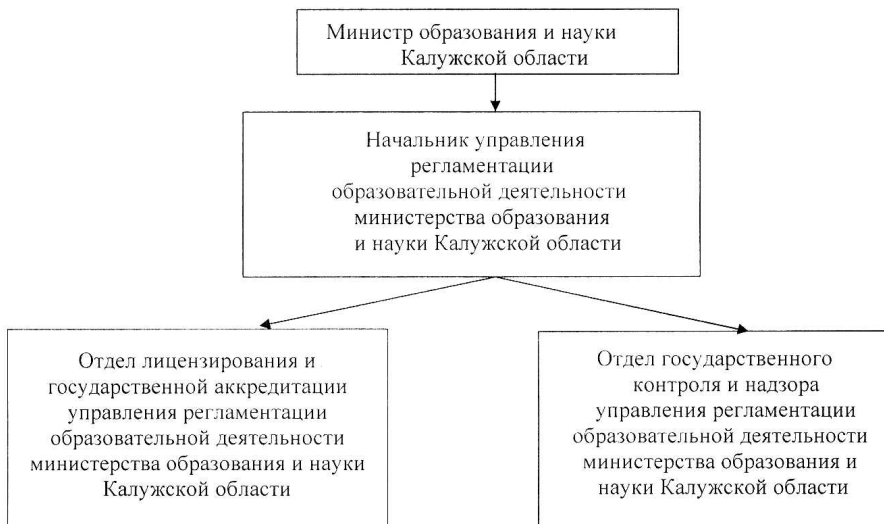 Министр образования и науки
Калужской области
Начальник управления
регламентации
образовательной деятельности
министерства образования
и науки Калужской области
Отдел лицензирования и
государственной аккредитации
управления регламентации
образовательной деятельности
министерства образования и науки
Калужской области
Отдел государственного
контроля и надзора
управления регламентации
образовательной деятельности
министерства образования и
науки Калужской области